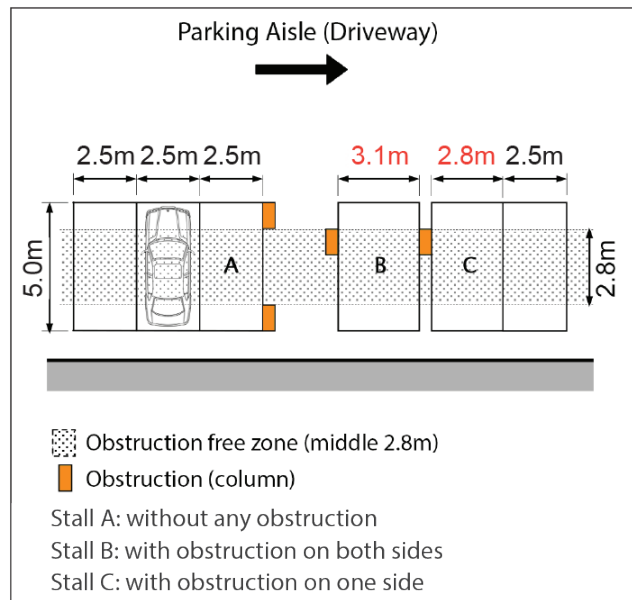 Parking Aisle (Driveway)
2.5m 2.5m 2.5m 3.1m 2.8m 2.5m
5.0m A B C 2.8m
Obstruction free zone (middle 2.8m)
Obstruction (column)
Stall A: without any obstruction
Stall B: with obstruction on both sides
Stall C: with obstruction on one side